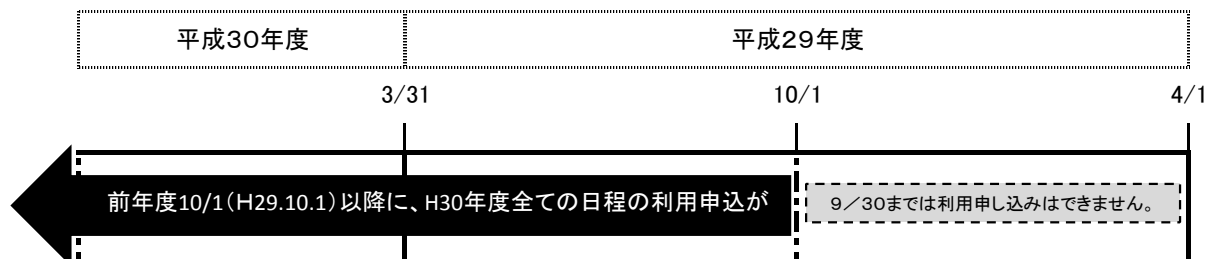 平成30年度
平成29年度
3/31
10/1
4/1
前年度10/1（H29.10.1）以降に、H30年度全ての日程の利用申込が
９／３０までは利用申し込みはできません。